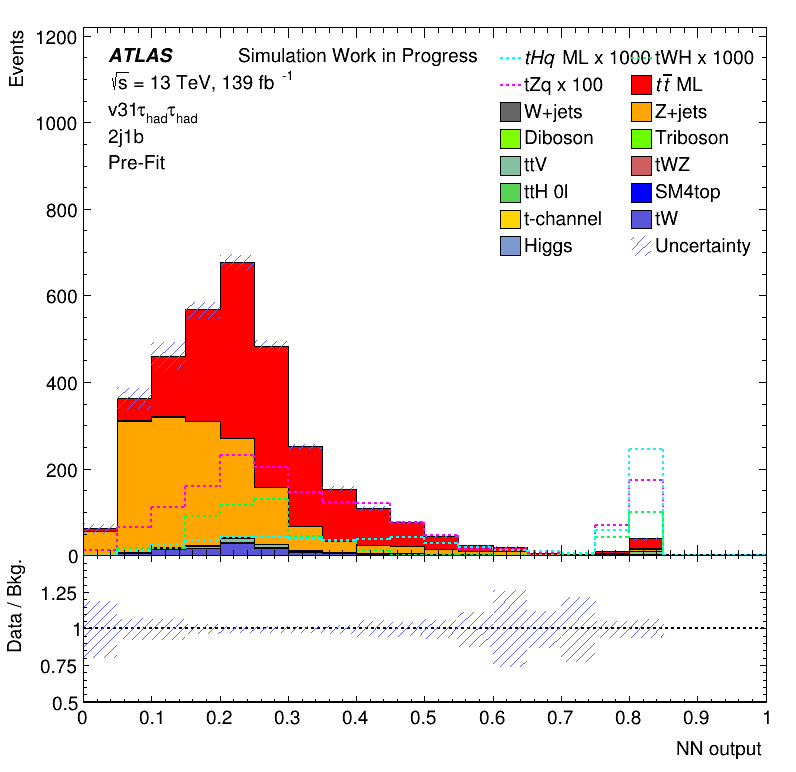 Events
1200
1000
800
600
400
200
0
ATLAS Simulation Work in Progress
√s = 13 TeV, 139 fb⁻¹
v31τhadτhad
2j1b
Pre-Fit
tHq ML x 1000 tWH x 1000
tZq x 100 tt̄ ML
W+jets Z+jets
Diboson Triboson
ttV tWZ
ttH 0l SM4top
t-channel tW
Higgs Uncertainty
Data / Bkg.
1.25
1
0.75
0.5
0 0.1 0.2 0.3 0.4 0.5 0.6 0.7 0.8 0.9 1
NN output